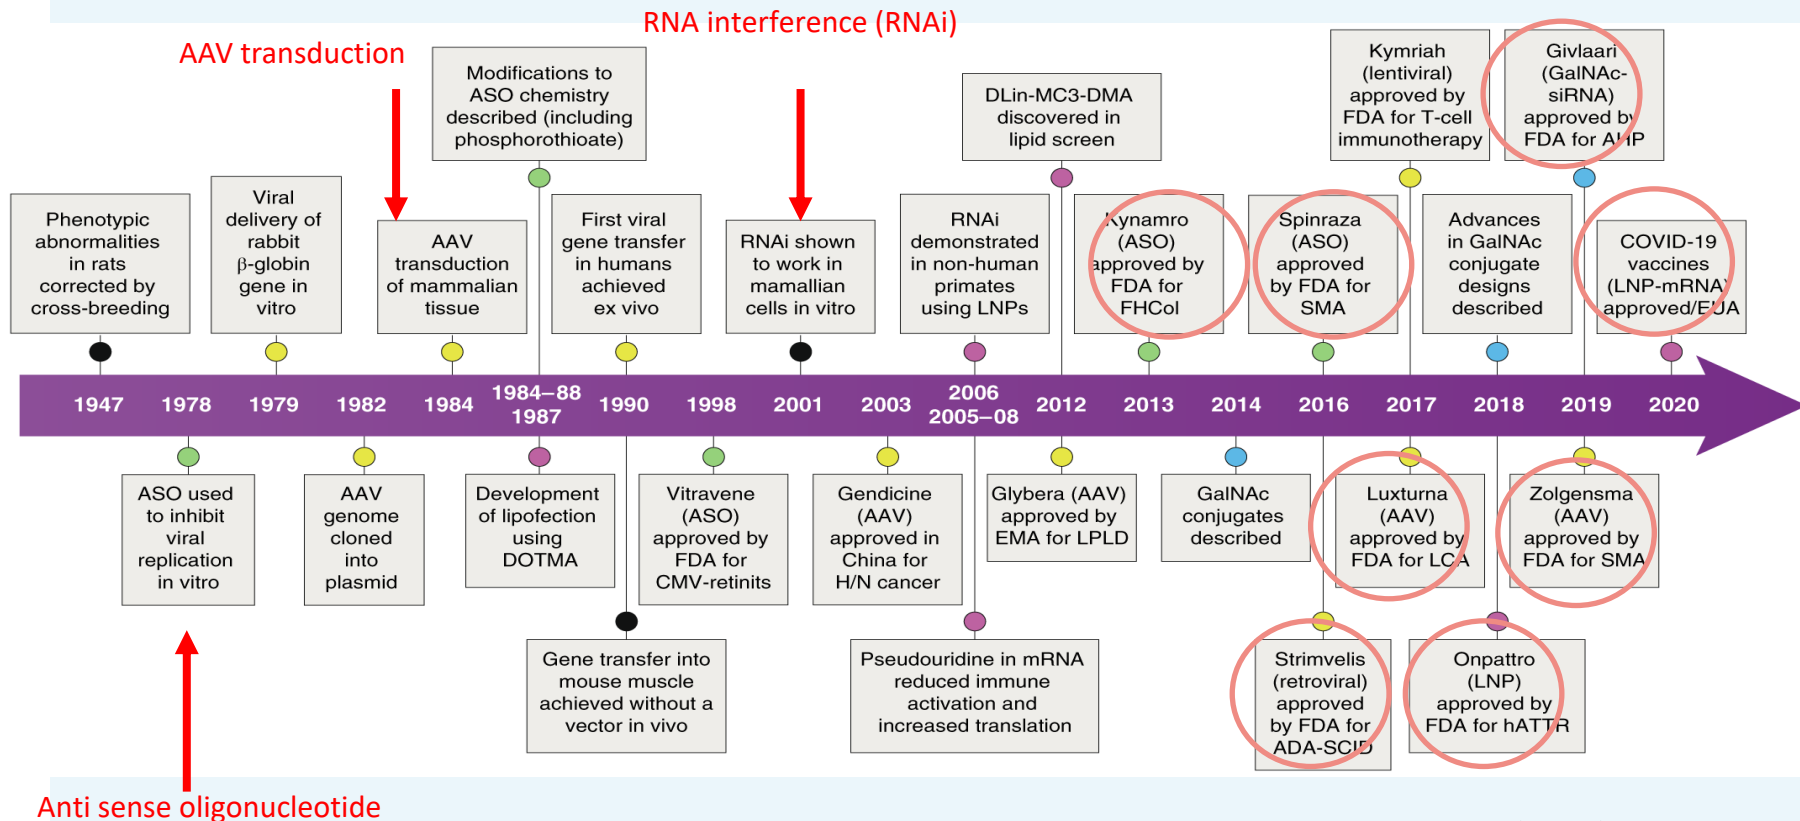 RNA interference (RNAi)
AAV transduction
Modifications to
ASO chemistry
described (including
phosphorothioate)
DLin-MC3-DMA
discovered in
lipid screen
Kymriah
(lentiviral)
approved by
FDA for T-cell
immunotherapy
Givlaari
(GalNAc-
siRNA)
approved by
FDA for AHP
Phenotypic
abnormalities
in rats
corrected by
cross-breeding
Viral
delivery of
rabbit
β-globin
gene in
vitro
AAV
transduction
of mammalian
tissue
First viral
gene transfer
in humans
achieved
ex vivo
RNAi shown
to work in
mamallian
cells in vitro
RNAi
demonstrated
in non-human
primates
using LNPs
Kynamro
(ASO)
approved by
FDA for
FHCol
Spinraza
(ASO)
approved
by FDA for
SMA
Advances
in GalNAc
conjugate
designs
described
COVID-19
vaccines
(LNP-mRNA)
approved/EUA
1947 1978 1979 1982 1984 1984–88 1987 1990 1998 2001 2003 2006 2005–08 2012 2013 2014 2016 2017 2018 2019 2020
ASO used
to inhibit
viral
replication
in vitro
AAV
genome
cloned
into
plasmid
Development
of lipofection
using
DOTMA
Vitravene
(ASO)
approved by
FDA for
CMV-retinits
Gendicine
(AAV)
approved in
China for
H/N cancer
Glybera (AAV)
approved by
EMA for LPLD
GalNAc
conjugates
described
Luxturna
(AAV)
approved by
FDA for LCA
Zolgensma
(AAV)
approved by
FDA for SMA
Gene transfer into
mouse muscle
achieved without a
vector in vivo
Pseudouridine in mRNA
reduced immune
activation and
increased translation
Strimvelis
(retroviral)
approved
by FDA for
ADA-SCID
Onpattro
(LNP)
approved by
FDA for hATTR
Anti sense oligonucleotide